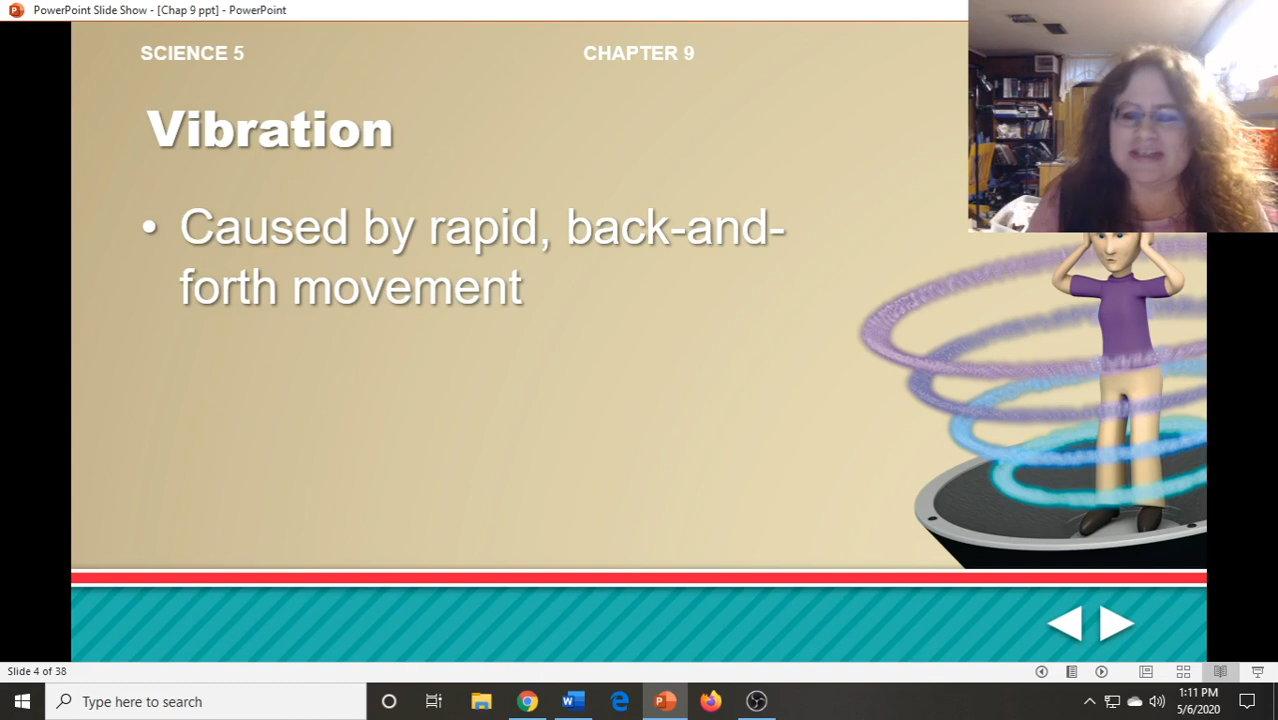 PowerPoint Slide Show - [Chap 9 ppt] - PowerPoint
SCIENCE 5
CHAPTER 9
Vibration
• Caused by rapid, back-and-
forth movement
Slide 4 of 38
Type here to search
1:11 PM
5/6/2020